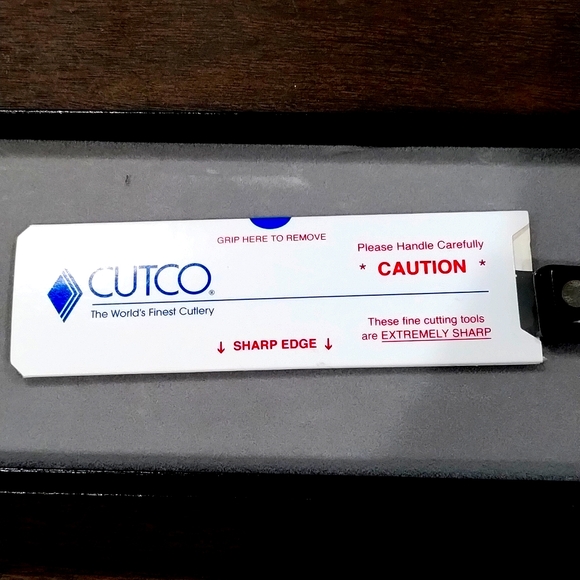 GRIP HERE TO REMOVE
CUTCO®
The World's Finest Cutlery
Please Handle Carefully
* CAUTION *
These fine cutting tools
are EXTREMELY SHARP
↓ SHARP EDGE ↓